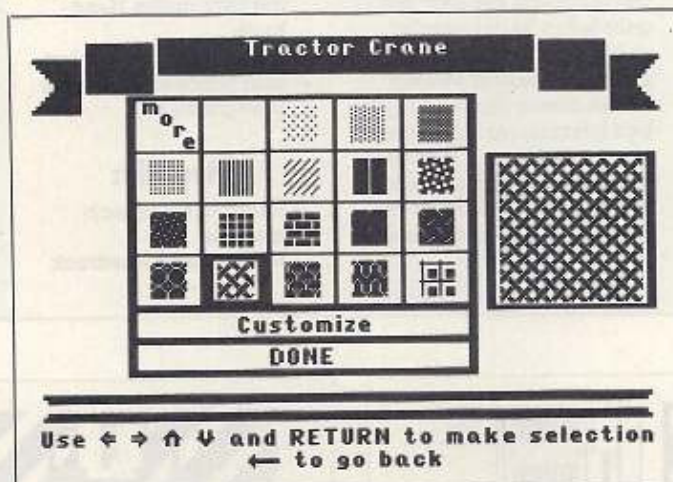 Tractor Crane
more
Customize
DONE
Use ← → ↑ ↓ and RETURN to make selection
← to go back